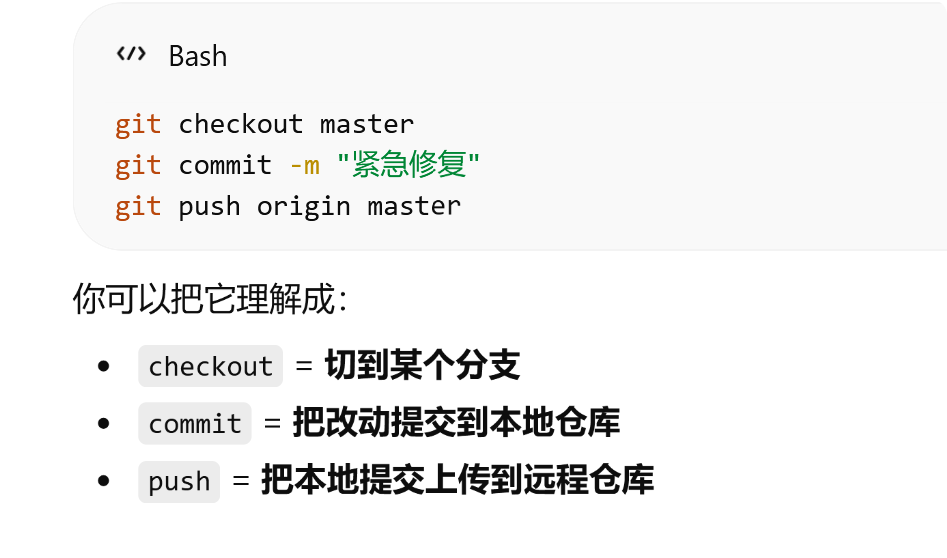 </> Bash
git checkout master
git commit -m "紧急修复"
git push origin master
你可以把它理解成：
• checkout = 切到某个分支
• commit = 把改动提交到本地仓库
• push = 把本地提交上传到远程仓库